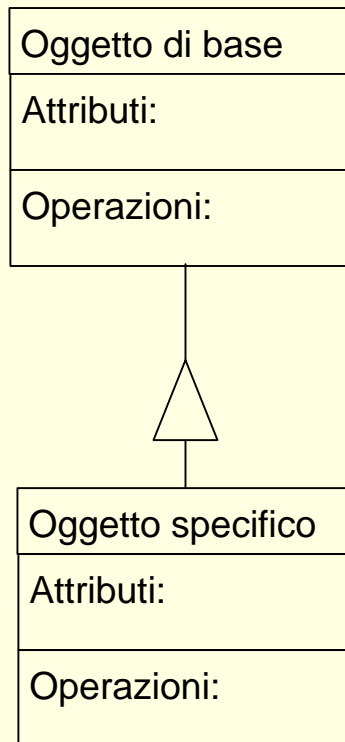 Oggetto di base
Attributi:
Operazioni:
Oggetto specifico
Attributi:
Operazioni: